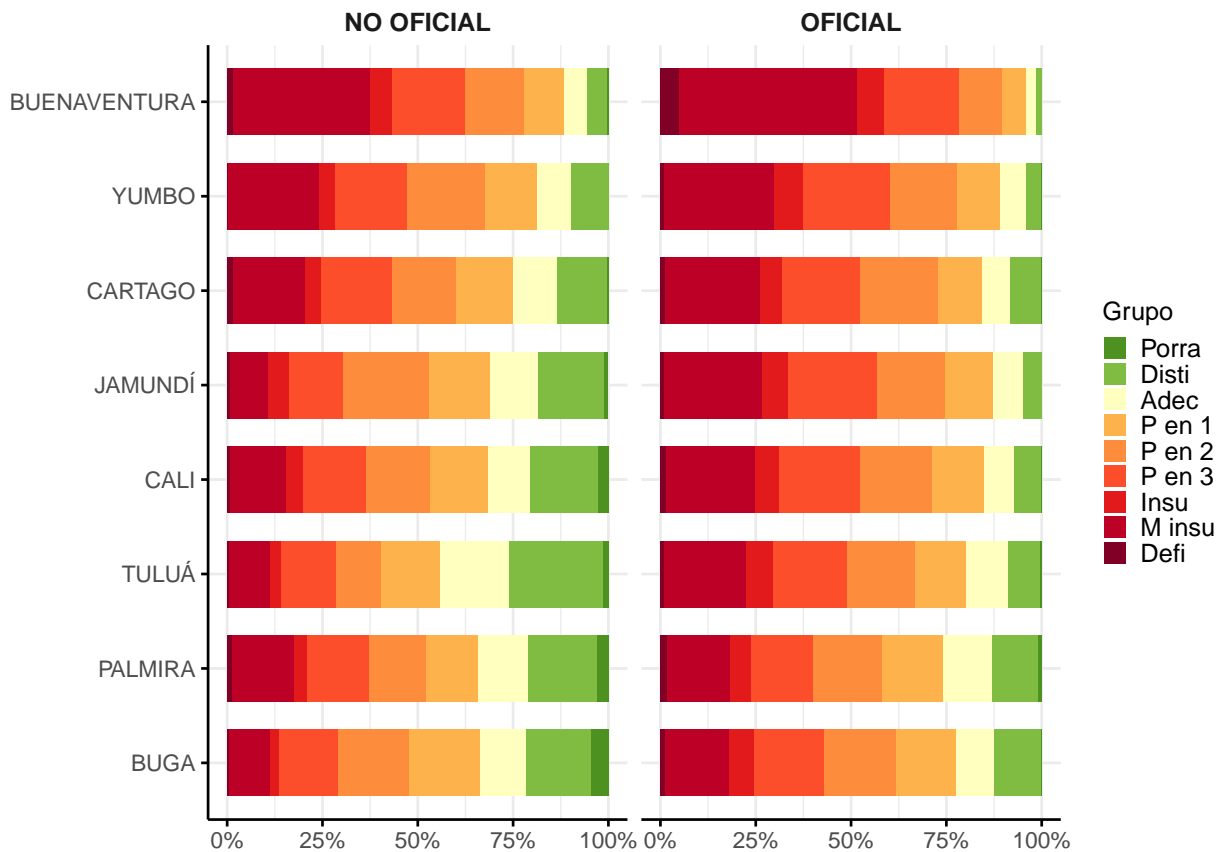 NO OFICIAL
OFICIAL
BUENAVENTURA
YUMBO
CARTAGO
JAMUNDÍ
CALI
TULUÁ
PALMIRA
BUGA
0% 25% 50% 75% 100%
0% 25% 50% 75% 100%
Grupo
Porra
Disti
Adec
P en 1
P en 2
P en 3
Insu
M insu
Defi